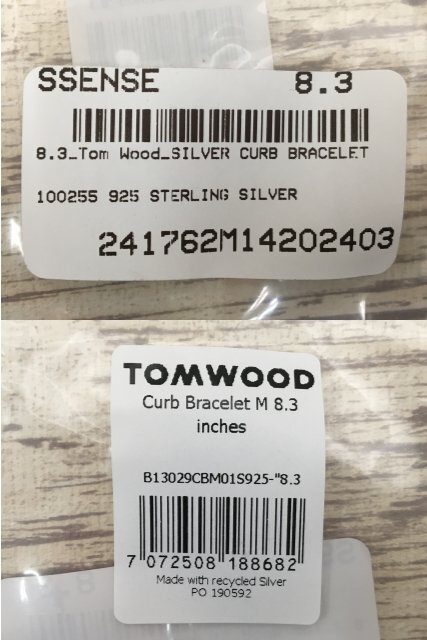 SSENSE 8.3
8.3_Tom Wood_SILVER CURB BRACELET
100255 925 STERLING SILVER
241762M14202403
TOMWOOD
Curb Bracelet M 8.3
inches
B13029CBM01S925-"8.3
7 072508 188682
Made with recycled Silver
PO 190592